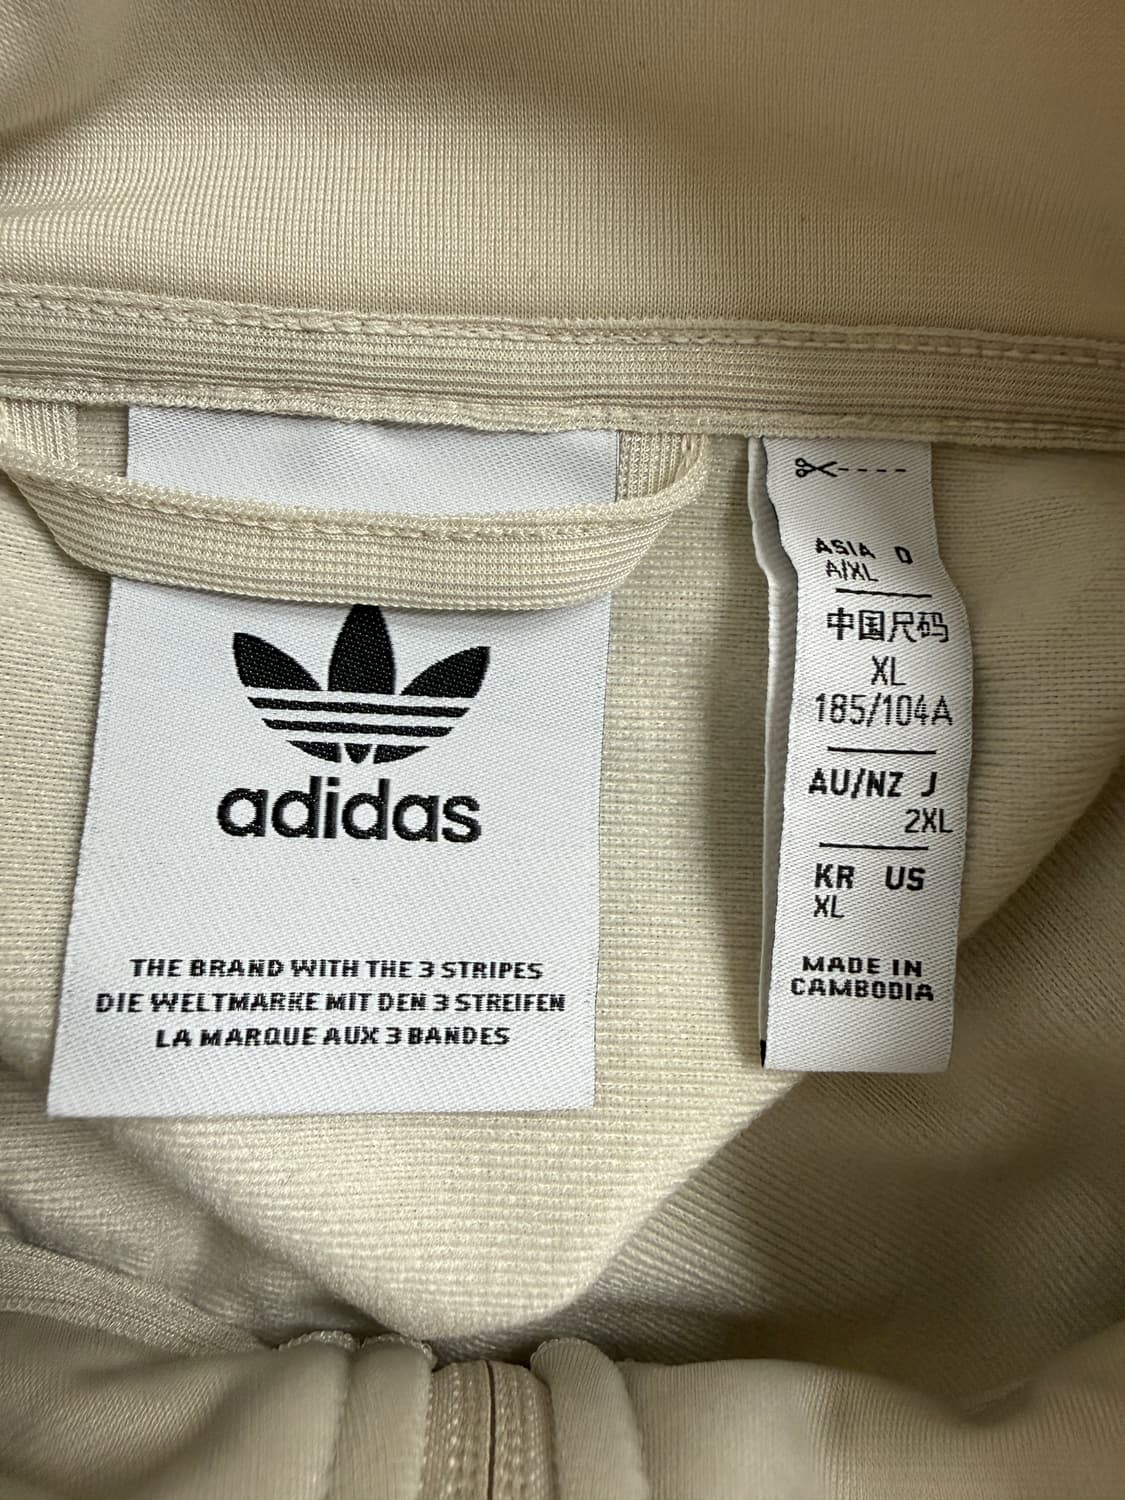 adidas
THE BRAND WITH THE 3 STRIPES
DIE WELTMARKE MIT DEN 3 STREIFEN
LA MARQUE AUX 3 BANDES
ASIA D
A/XL
中国尺码
XL
185/104A
AU/NZ J
2XL
KR US
XL
MADE IN
CAMBODIA